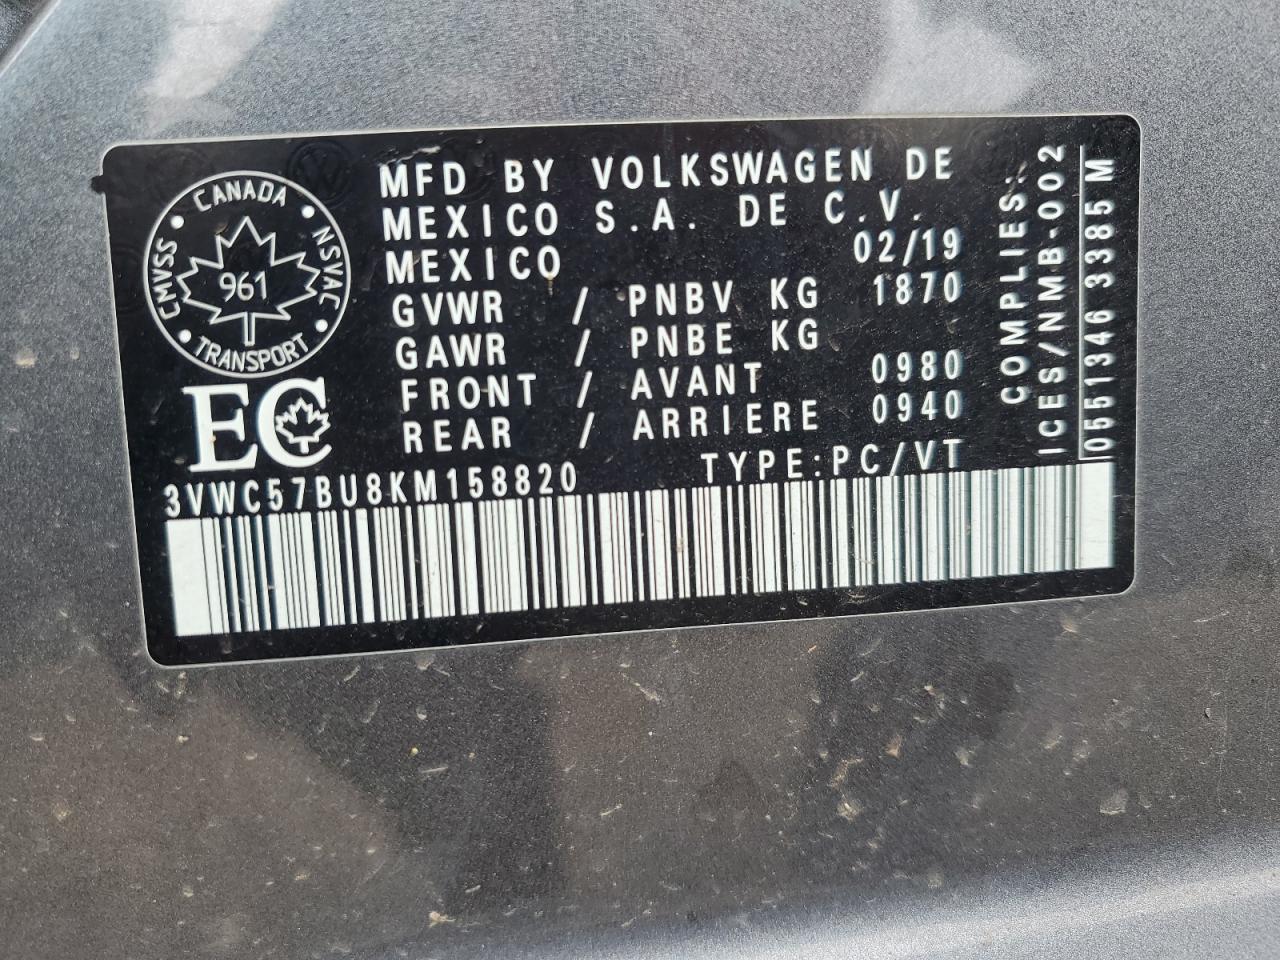 MFD BY VOLKSWAGEN DE
MEXICO S.A. DE C.V.
MEXICO 02/19
GVWR / PNBV KG 1870
GAWR / PNBE KG
FRONT / AVANT 0980
REAR / ARRIERE 0940
TYPE:PC/VT
3VWC57BU8KM158820
CANADA
CMVSS
NSVAC
961
TRANSPORT
EC
COMPLIES:
ICES/NMB-002
0551346 3385 M